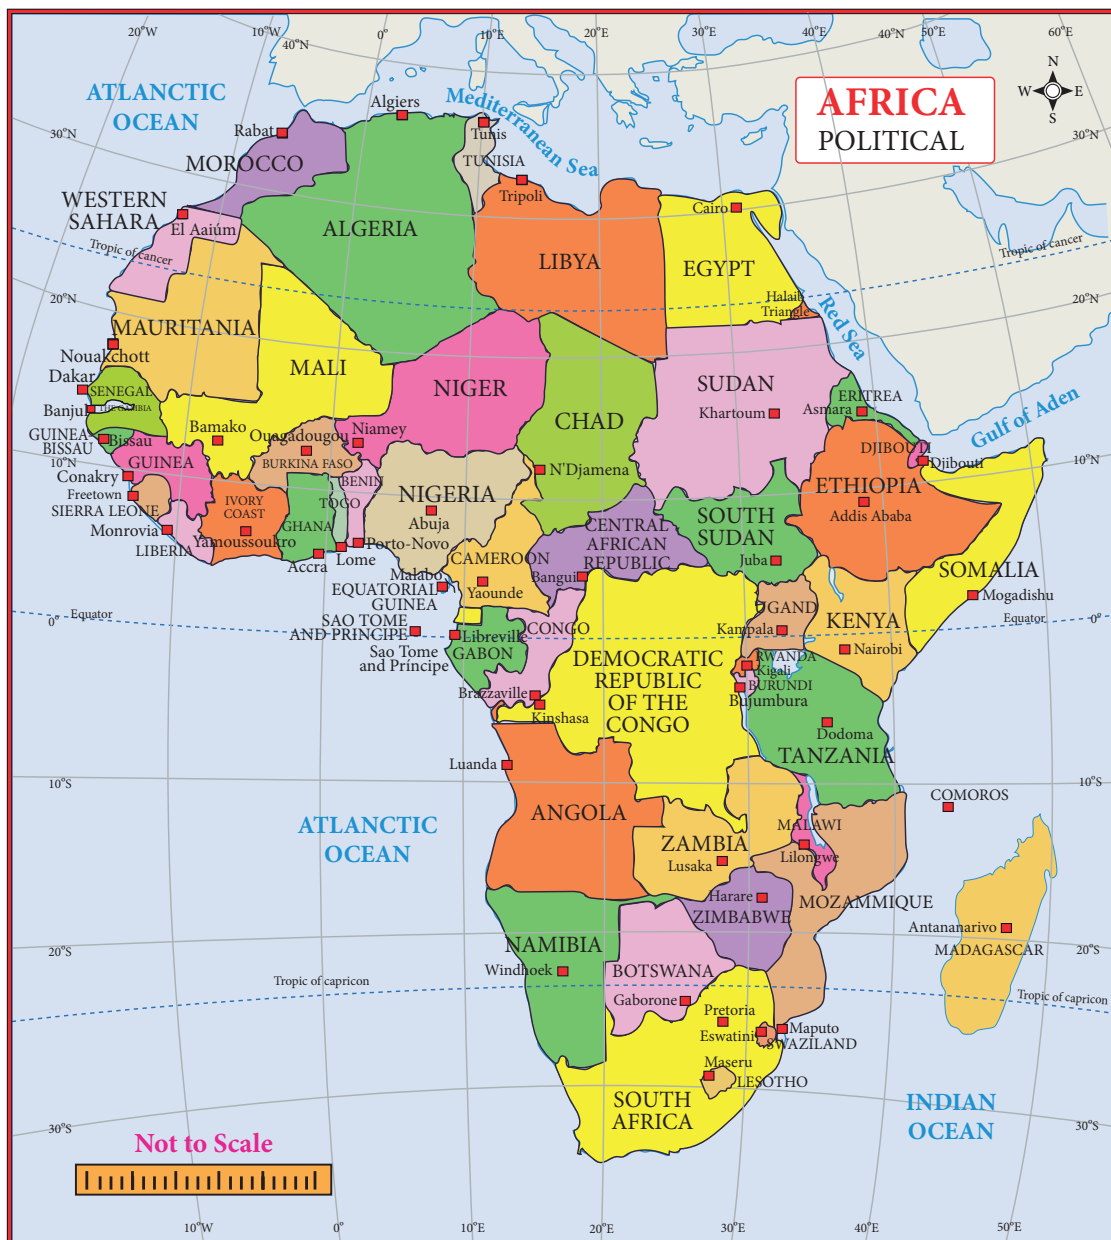 20°W
10°W
40°N
0°
10°E
20°E
30°E
40°E
40°N
50°E
60°E
N
W E
S
AFRICA
POLITICAL
ATLANCTIC
OCEAN
Mediterranean Sea
30°N
30°N
Algiers
Rabat
Tunis
MOROCCO
TUNISIA
Tripoli
WESTERN
SAHARA
El Aaiúm
Cairo
ALGERIA
LIBYA
EGYPT
Tropic of cancer
Tropic of cancer
Halaib
Triangle
Red Sea
20°N
20°N
MAURITANIA
Nouakchott
MALI
NIGER
CHAD
SUDAN
Khartoum
ERITREA
Asmara
Gulf of Aden
Dakar
SENEGAL
Banjul
THE GAMBIA
GUINEA
BISSAU
Bissau
Bamako
Ouagadougou
Niamey
BURKINA FASO
N'Djamena
DJIBOUTI
Djibouti
10°N
10°N
GUINEA
Conakry
Freetown
SIERRA LEONE
Monrovia
LIBERIA
IVORY
COAST
Yamoussoukro
GHANA
TOGO
BENIN
Accra
Lome
Porto-Novo
NIGERIA
Abuja
CENTRAL
AFRICAN
REPUBLIC
Bangui
SOUTH
SUDAN
Juba
ETHIOPIA
Addis Ababa
SOMALIA
Mogadishu
CAMEROON
Yaounde
Malabo
EQUATORIAL
GUINEA
SAO TOME
AND PRINCIPE
Sao Tome
and Príncipe
Libreville
GABON
CONGO
Equator
Equator
0°
0°
UGANDA
Kampala
KENYA
Nairobi
RWANDA
Kigali
BURUNDI
Bujumbura
DEMOCRATIC
REPUBLIC
OF THE
CONGO
Brazzaville
Kinshasa
Dodoma
TANZANIA
Luanda
10°S
10°S
ANGOLA
COMOROS
ATLANCTIC
OCEAN
ZAMBIA
Lusaka
MALAWI
Lilongwe
Harare
ZIMBABWE
MOZAMMIQUE
Antananarivo
MADAGASCAR
NAMIBIA
Windhoek
BOTSWANA
Gaborone
20°S
20°S
Tropic of capricon
Tropic of capricon
Pretoria
Eswatini
Maputo
SWAZILAND
Maseru
LESOTHO
SOUTH
AFRICA
INDIAN
OCEAN
30°S
30°S
Not to Scale
10°W
0°
20°E
30°E
40°E
50°E